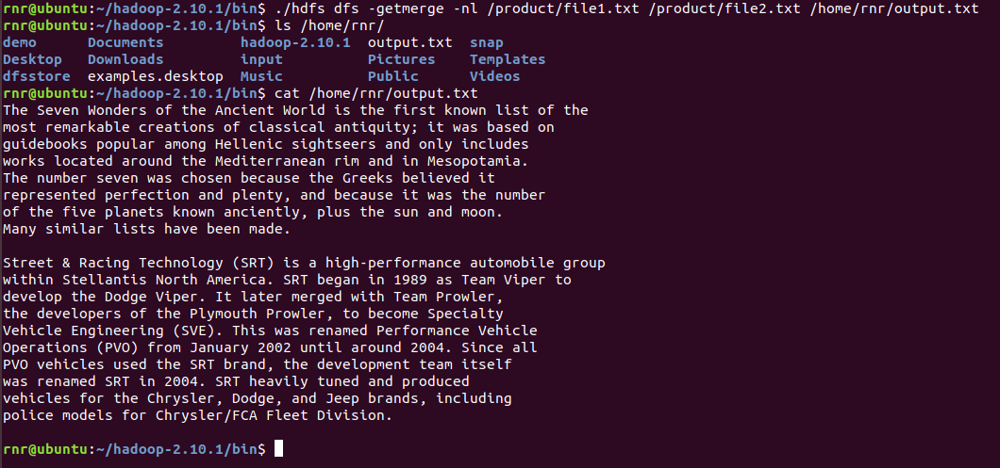 rnr@ubuntu:~/hadoop-2.10.1/bin$ ./hdfs dfs -getmerge -nl /product/file1.txt /product/file2.txt /home/rnr/output.txt
rnr@ubuntu:~/hadoop-2.10.1/bin$ ls /home/rnr/
demo      Documents         hadoop-2.10.1  output.txt  snap
Desktop   Downloads         input          Pictures    Templates
dfsstore  examples.desktop  Music          Public      Videos
rnr@ubuntu:~/hadoop-2.10.1/bin$ cat /home/rnr/output.txt
The Seven Wonders of the Ancient World is the first known list of the
most remarkable creations of classical antiquity; it was based on
guidebooks popular among Hellenic sightseers and only includes
works located around the Mediterranean rim and in Mesopotamia.
The number seven was chosen because the Greeks believed it
represented perfection and plenty, and because it was the number
of the five planets known anciently, plus the sun and moon.
Many similar lists have been made.

Street & Racing Technology (SRT) is a high-performance automobile group
within Stellantis North America. SRT began in 1989 as Team Viper to
develop the Dodge Viper. It later merged with Team Prowler,
the developers of the Plymouth Prowler, to become Specialty
Vehicle Engineering (SVE). This was renamed Performance Vehicle
Operations (PVO) from January 2002 until around 2004. Since all
PVO vehicles used the SRT brand, the development team itself
was renamed SRT in 2004. SRT heavily tuned and produced
vehicles for the Chrysler, Dodge, and Jeep brands, including
police models for Chrysler/FCA Fleet Division.

rnr@ubuntu:~/hadoop-2.10.1/bin$